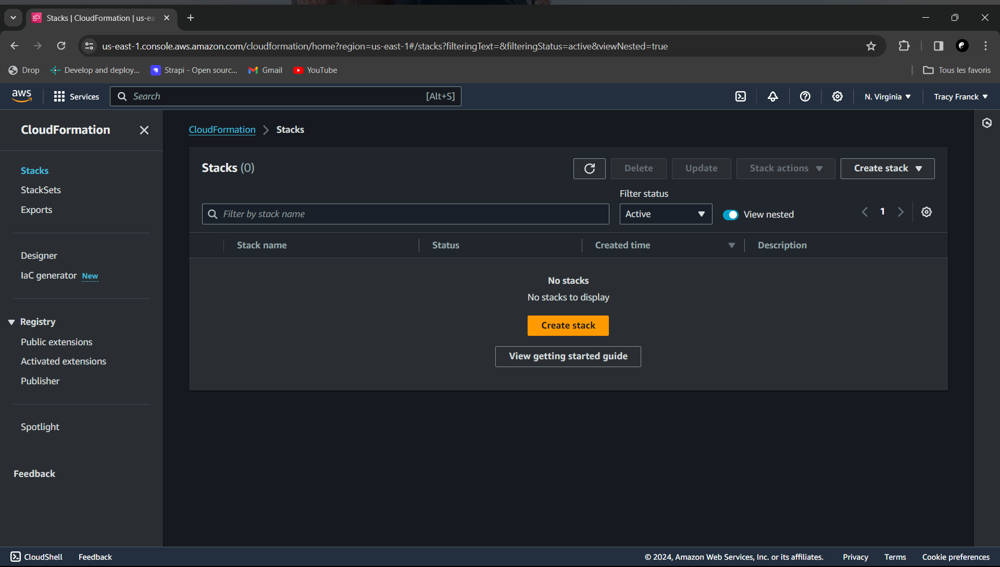 Stacks | CloudFormation | us-ea
us-east-1.console.aws.amazon.com/cloudformation/home?region=us-east-1#/stacks?filteringText=&filteringStatus=active&viewNested=true
Drop Develop and deploy... Strapi - Open sourc... Gmail YouTube Tous les favoris
aws Services Search [Alt+S] N. Virginia Tracy Franck
CloudFormation
Stacks
StackSets
Exports
Designer
IaC generator New
Registry
Public extensions
Activated extensions
Publisher
Spotlight
Feedback
CloudFormation Stacks
Stacks (0)
Delete Update Stack actions Create stack
Filter status
Filter by stack name Active View nested 1
Stack name Status Created time Description
No stacks
No stacks to display
Create stack
View getting started guide
CloudShell Feedback © 2024, Amazon Web Services, Inc. or its affiliates. Privacy Terms Cookie preferences